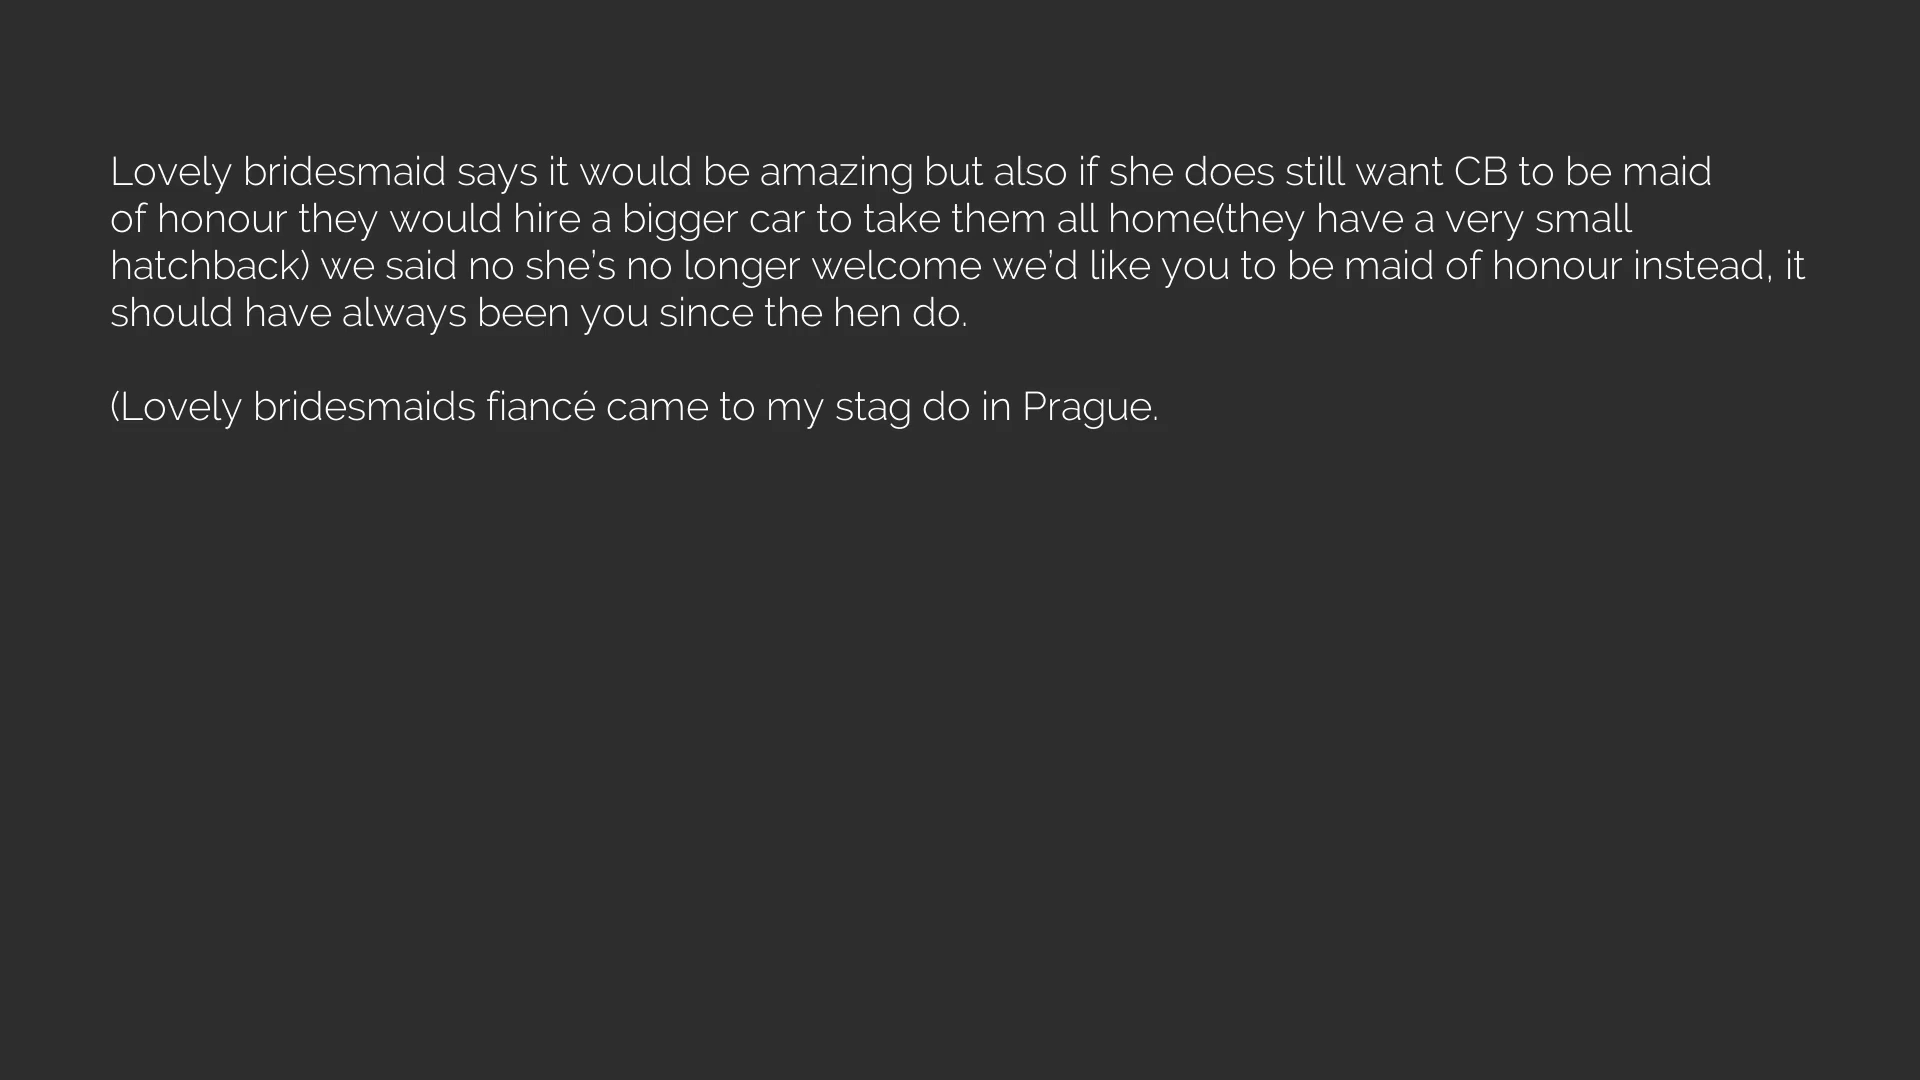 Lovely bridesmaid says it would be amazing but also if she does still want CB to be maid
of honour they would hire a bigger car to take them all home(they have a very small
hatchback) we said no she’s no longer welcome we’d like you to be maid of honour instead, it
should have always been you since the hen do.
(Lovely bridesmaids fiancé came to my stag do in Prague.